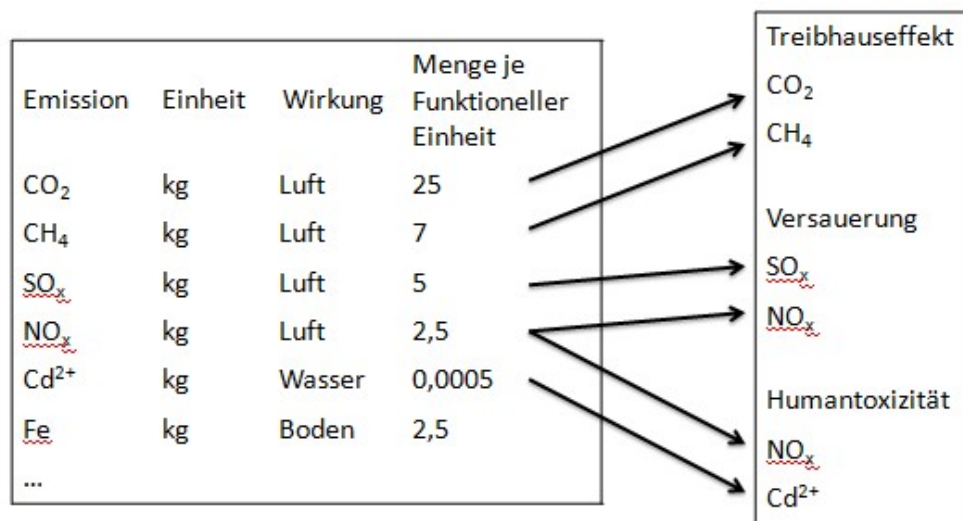 Emission Einheit Wirkung Menge je Funktioneller Einheit
CO₂ kg Luft 25
CH₄ kg Luft 7
SOₓ kg Luft 5
NOₓ kg Luft 2,5
Cd²⁺ kg Wasser 0,0005
Fe kg Boden 2,5
...
Treibhauseffekt
CO₂
CH₄
Versauerung
SOₓ
NOₓ
Humantoxizität
NOₓ
Cd²⁺